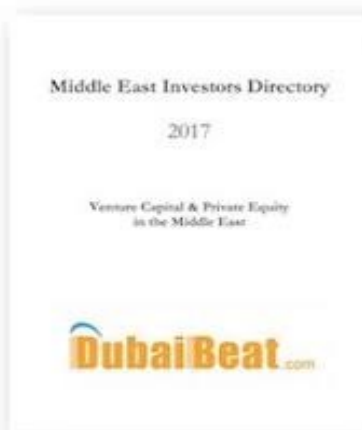 Middle East Investors Directory
2017
Venture Capital & Private Equity
in the Middle East
DubaiBeat.com